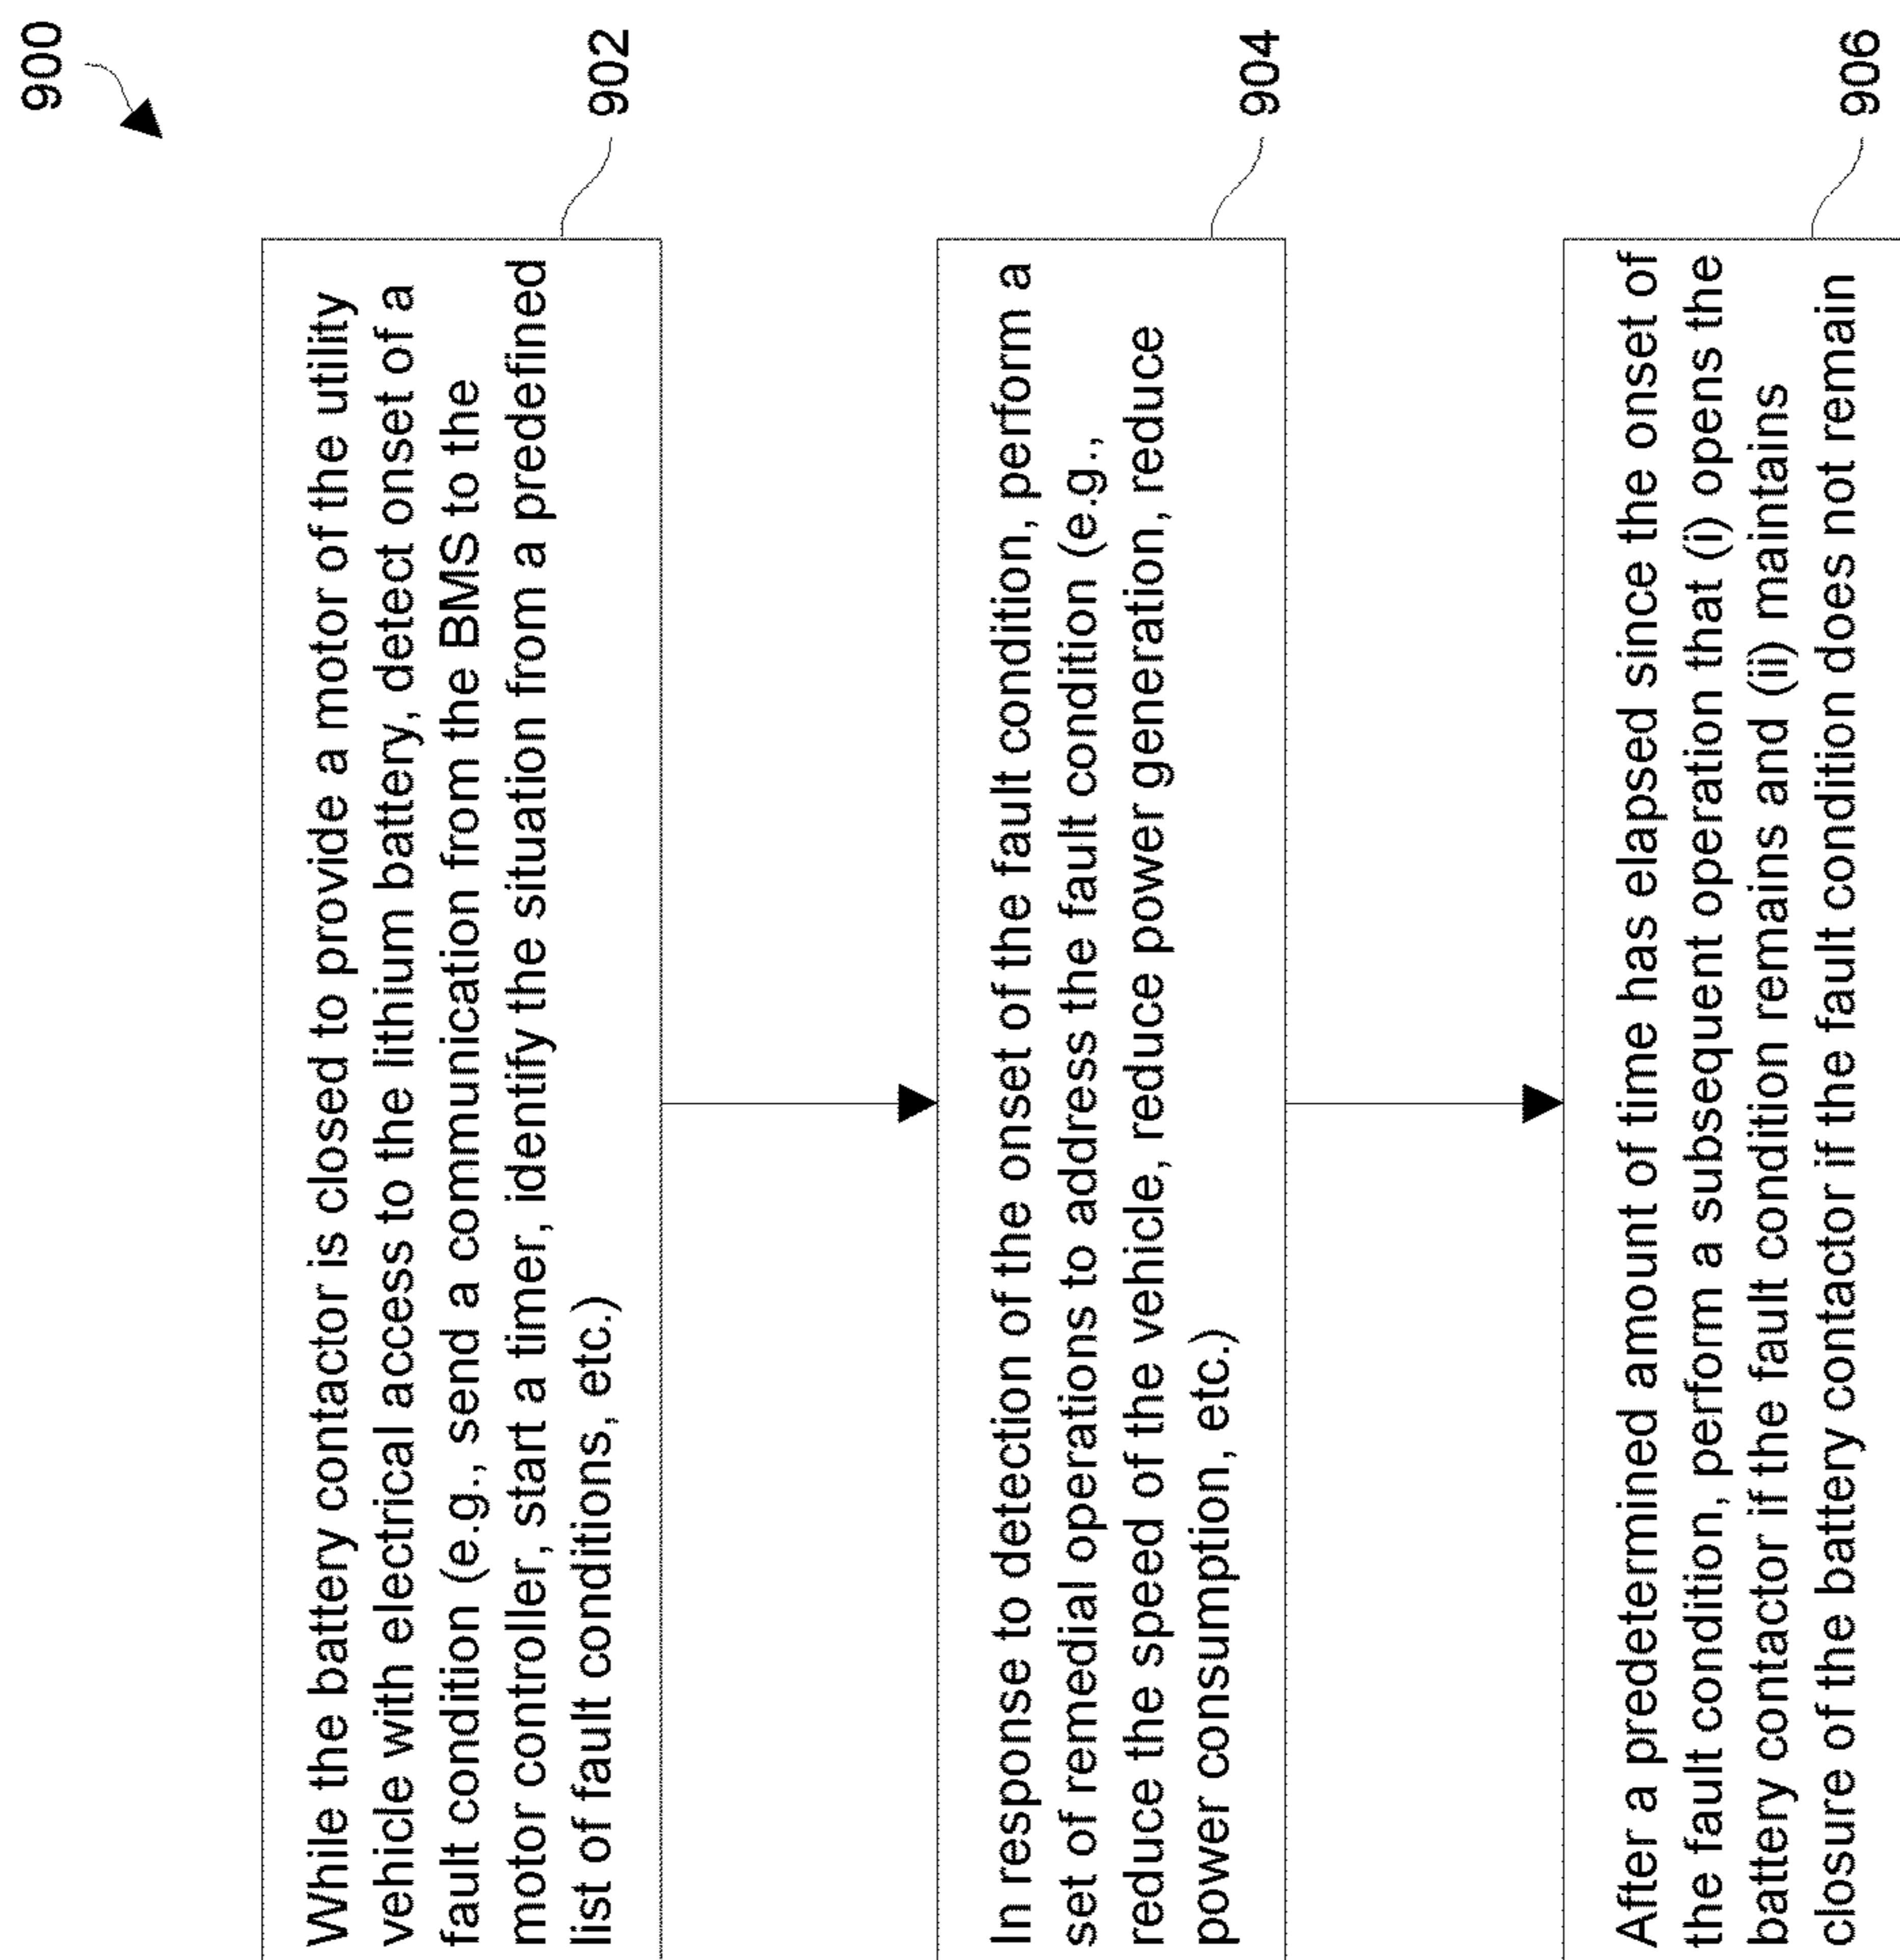 900
While the battery contactor is closed to provide a motor of the utility
vehicle with electrical access to the lithium battery, detect onset of a
fault condition (e.g., send a communication from the BMS to the
motor controller, start a timer, identify the situation from a predefined
list of fault conditions, etc.)
902
In response to detection of the onset of the fault condition, perform a
set of remedial operations to address the fault condition (e.g.,
reduce the speed of the vehicle, reduce power generation, reduce
power consumption, etc.)
904
After a predetermined amount of time has elapsed since the onset of
the fault condition, perform a subsequent operation that (i) opens the
battery contactor if the fault condition remains and (ii) maintains
closure of the battery contactor if the fault condition does not remain
906